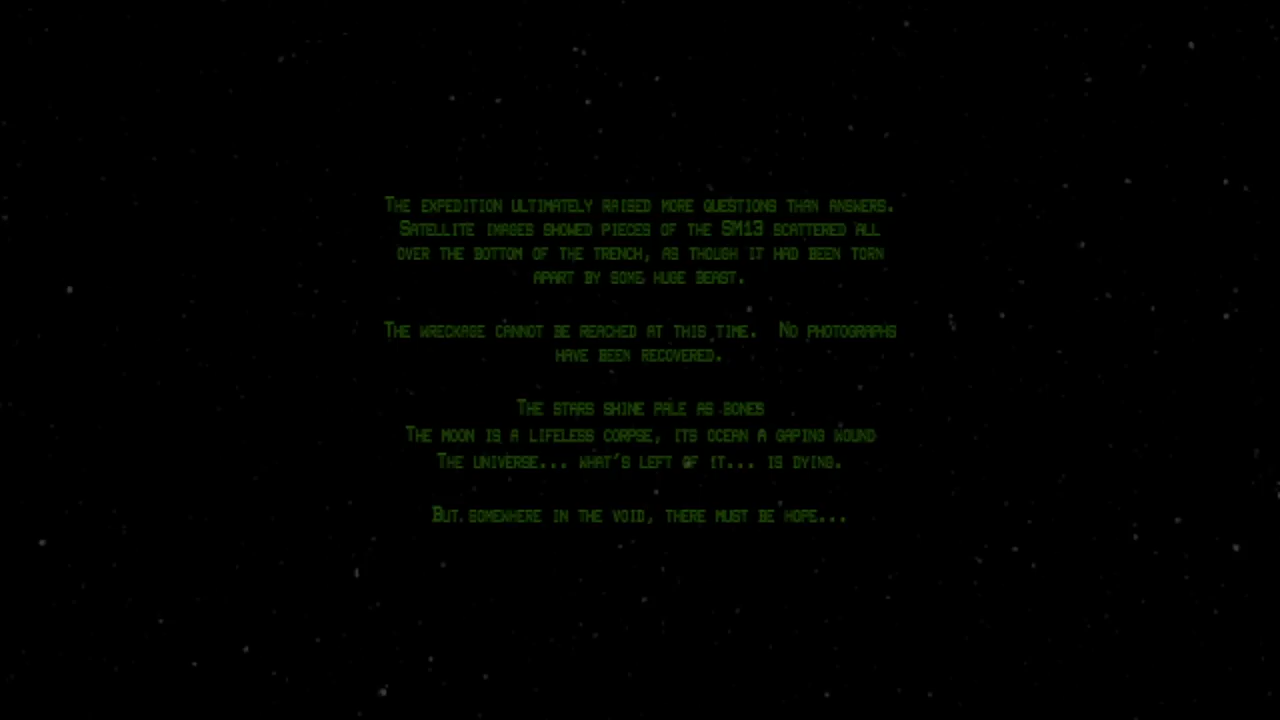 The expedition ultimately raised more questions than answers.
Satellite images showed pieces of the SM13 scattered all
over the bottom of the trench, as though it had been torn
apart by some huge beast.
The wreckage cannot be reached at this time. No photographs
have been recovered.
The stars shine pale as bones
The moon is a lifeless corpse, its ocean a gaping wound
The universe... what's left of it... is dying.
But somewhere in the void, there must be hope...